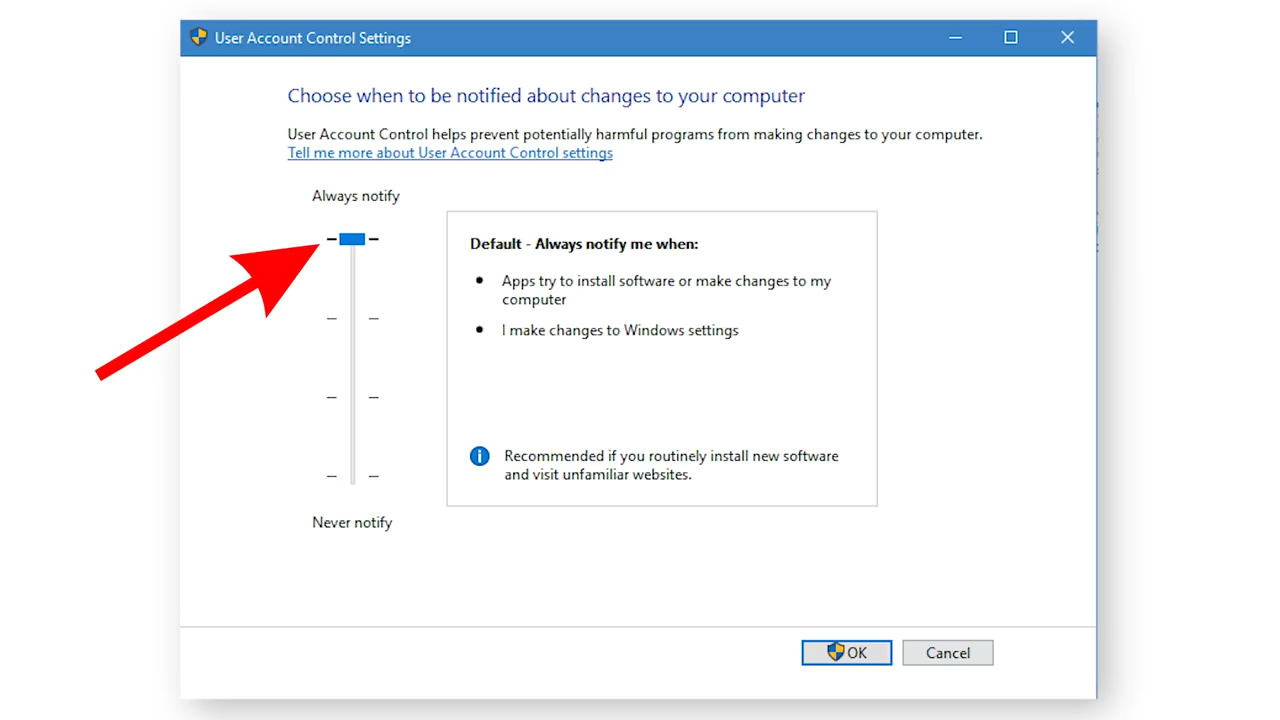 User Account Control Settings
Choose when to be notified about changes to your computer
User Account Control helps prevent potentially harmful programs from making changes to your computer.
Tell me more about User Account Control settings
Always notify
Default - Always notify me when:
● Apps try to install software or make changes to my
computer
● I make changes to Windows settings
Recommended if you routinely install new software
and visit unfamiliar websites.
Never notify
OK
Cancel